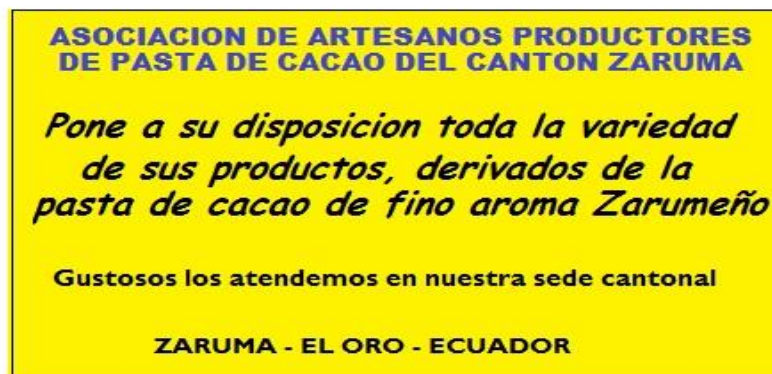 ASOCIACION DE ARTESANOS PRODUCTORES
DE PASTA DE CACAO DEL CANTON ZARUMA
Pone a su disposicion toda la variedad
de sus productos, derivados de la
pasta de cacao de fino aroma Zarumeño
Gustosos los atendemos en nuestra sede cantonal
ZARUMA - EL ORO - ECUADOR